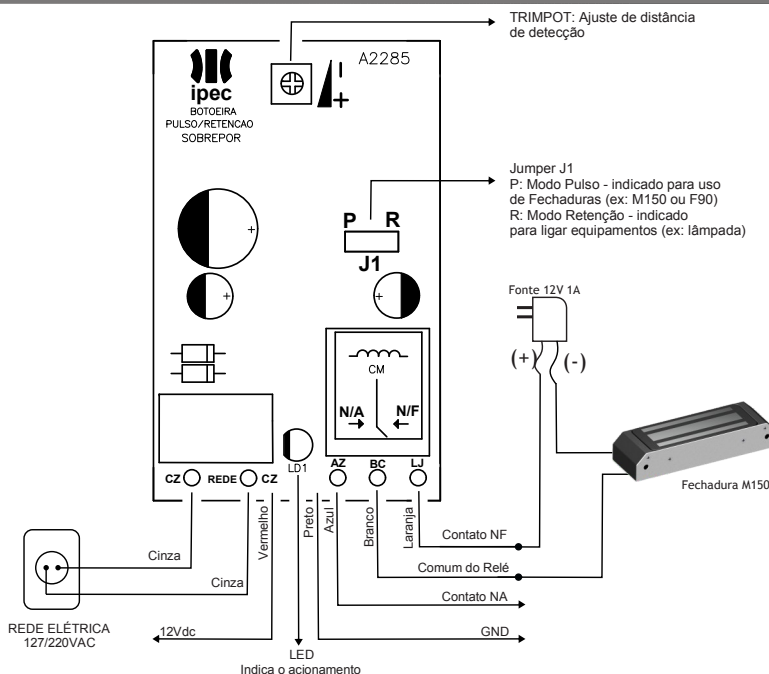 TRIMPOT: Ajuste de distância
de detecção
A2285
ipec
BOTOEIRA
PULSO/RETENCAO
SOBREPOR
- 
+
Jumper J1
P: Modo Pulso - indicado para uso
de Fechaduras (ex: M150 ou F90)
R: Modo Retenção - indicado
para ligar equipamentos (ex: lâmpada)
P R
J1
+
+
+
Fonte 12V 1A
(+) (-)
CM
N/A N/F
Fechadura M150
LD1
CZ REDE CZ
AZ BC LJ
Vermelho
Preto
Azul
Branco
Laranja
Contato NF
Comum do Relé
Contato NA
GND
Cinza
Cinza
12Vdc
REDE ELÉTRICA
127/220VAC
LED
Indica o acionamento